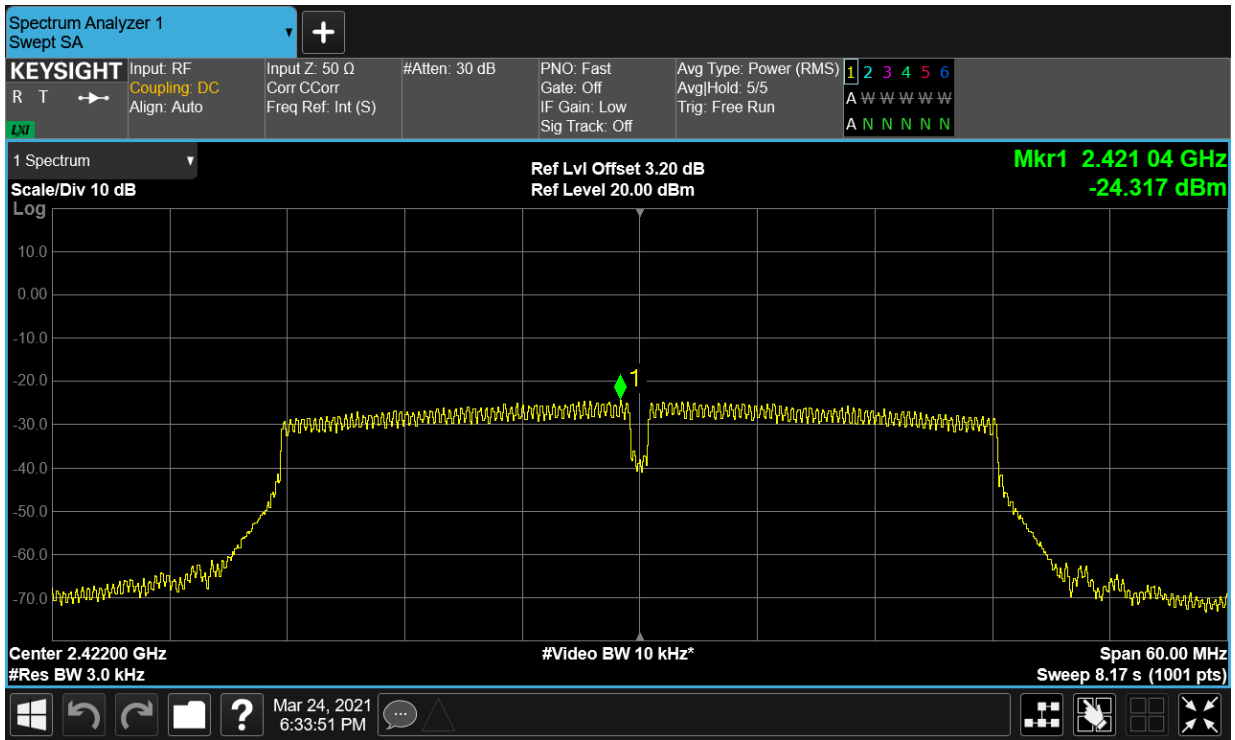 Spectrum Analyzer 1
Swept SA
KEYSIGHT
R T
LXI
Input: RF
Coupling: DC
Align: Auto
Input Z: 50 Ω
Corr CCorr
Freq Ref: Int (S)
#Atten: 30 dB
PNO: Fast
Gate: Off
IF Gain: Low
Sig Track: Off
Avg Type: Power (RMS)
Avg|Hold: 5/5
Trig: Free Run
1 2 3 4 5 6
A W W W W W
A N N N N N
1 Spectrum
Scale/Div 10 dB
Log
Ref Lvl Offset 3.20 dB
Ref Level 20.00 dBm
Mkr1 2.421 04 GHz
-24.317 dBm
10.0
0.00
-10.0
-20.0
1
-30.0
-40.0
-50.0
-60.0
-70.0
Center 2.42200 GHz
#Video BW 10 kHz*
Span 60.00 MHz
#Res BW 3.0 kHz
Sweep 8.17 s (1001 pts)
?
Mar 24, 2021
6:33:51 PM